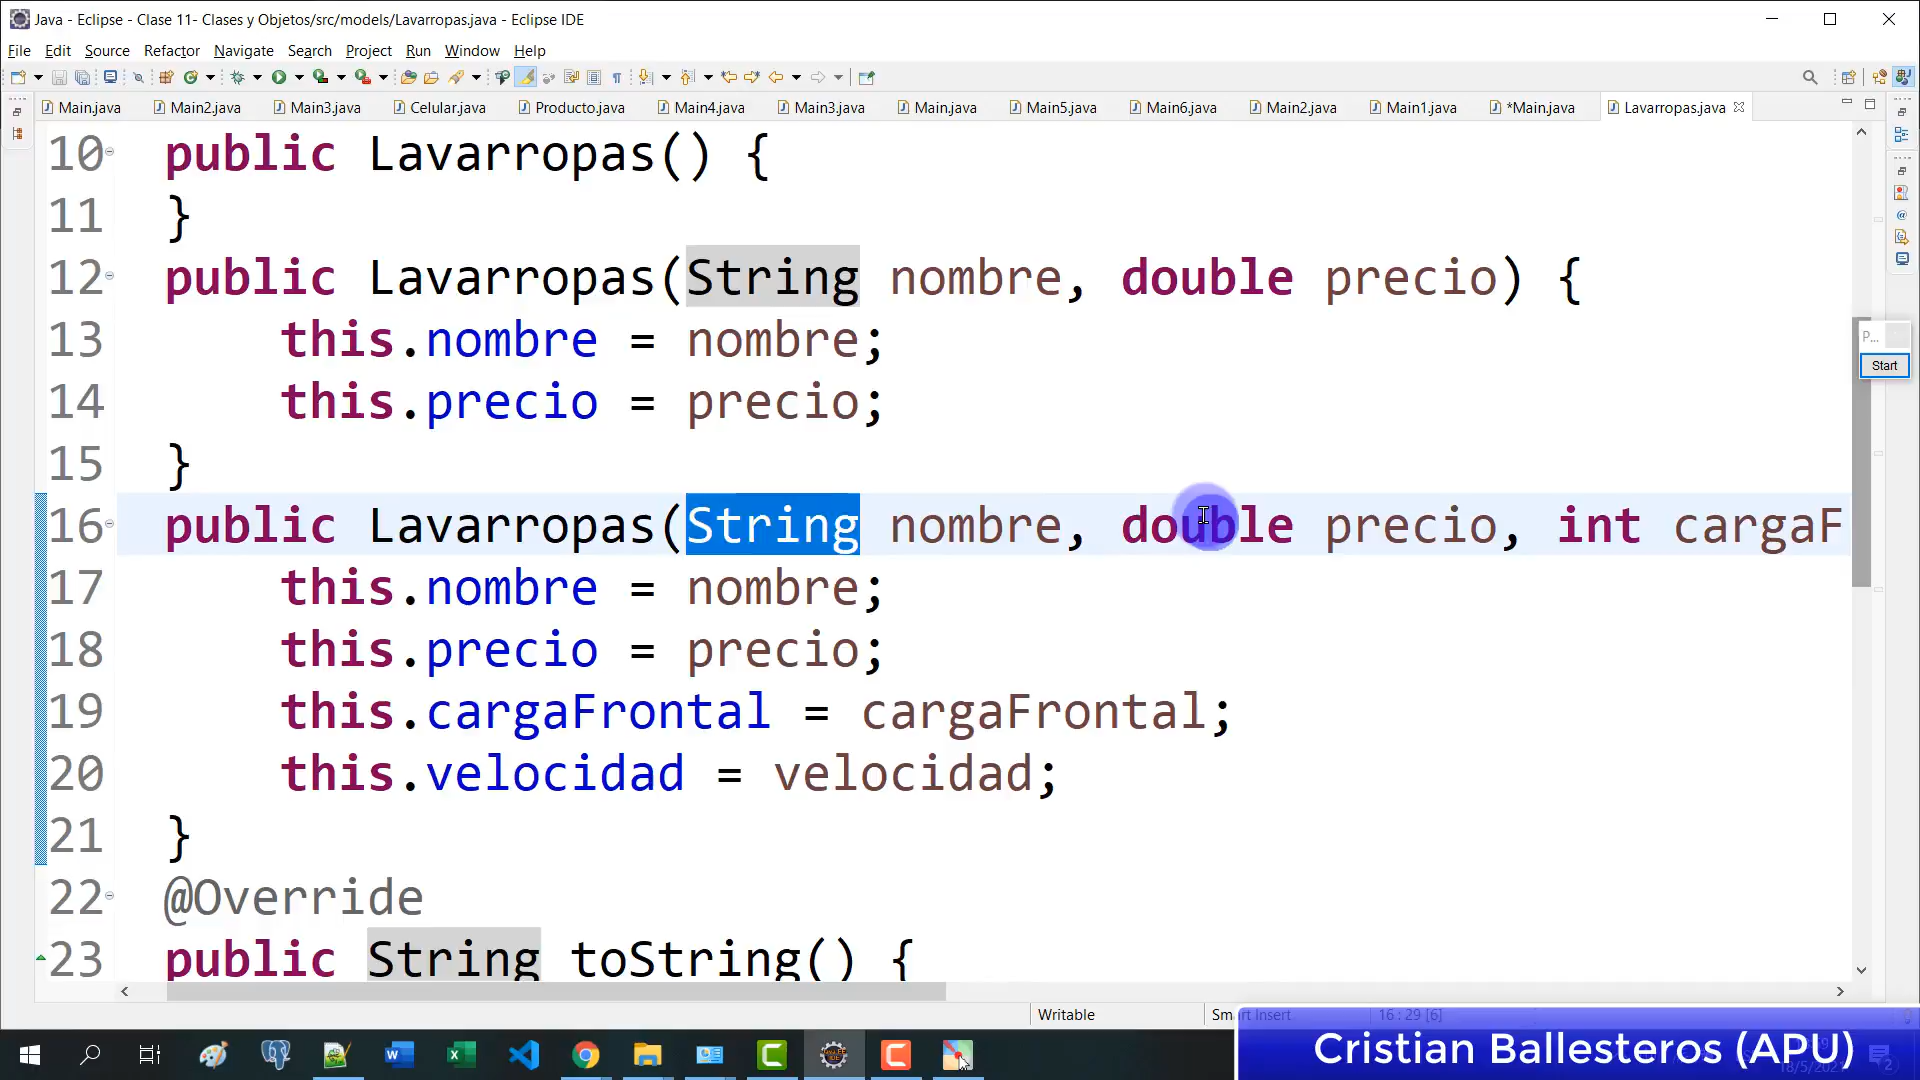 Java - Eclipse - Clase 11- Clases y Objetos/src/models/Lavarropas.java - Eclipse IDE
File Edit Source Refactor Navigate Search Project Run Window Help
Main.java Main2.java Main3.java Celular.java Producto.java Main4.java Main3.java Main.java Main5.java Main6.java Main2.java Main1.java *Main.java Lavarropas.java
10 public Lavarropas() {
11 }
12 public Lavarropas(String nombre, double precio) {
13 this.nombre = nombre;
14 this.precio = precio;
15 }
16 public Lavarropas(String nombre, double precio, int cargaF
17 this.nombre = nombre;
18 this.precio = precio;
19 this.cargaFrontal = cargaFrontal;
20 this.velocidad = velocidad;
21 }
22 @Override
23 public String toString() {
P...
Start
Writable Smart Insert 16 : 29 [6]
Cristian Ballesteros (APU)